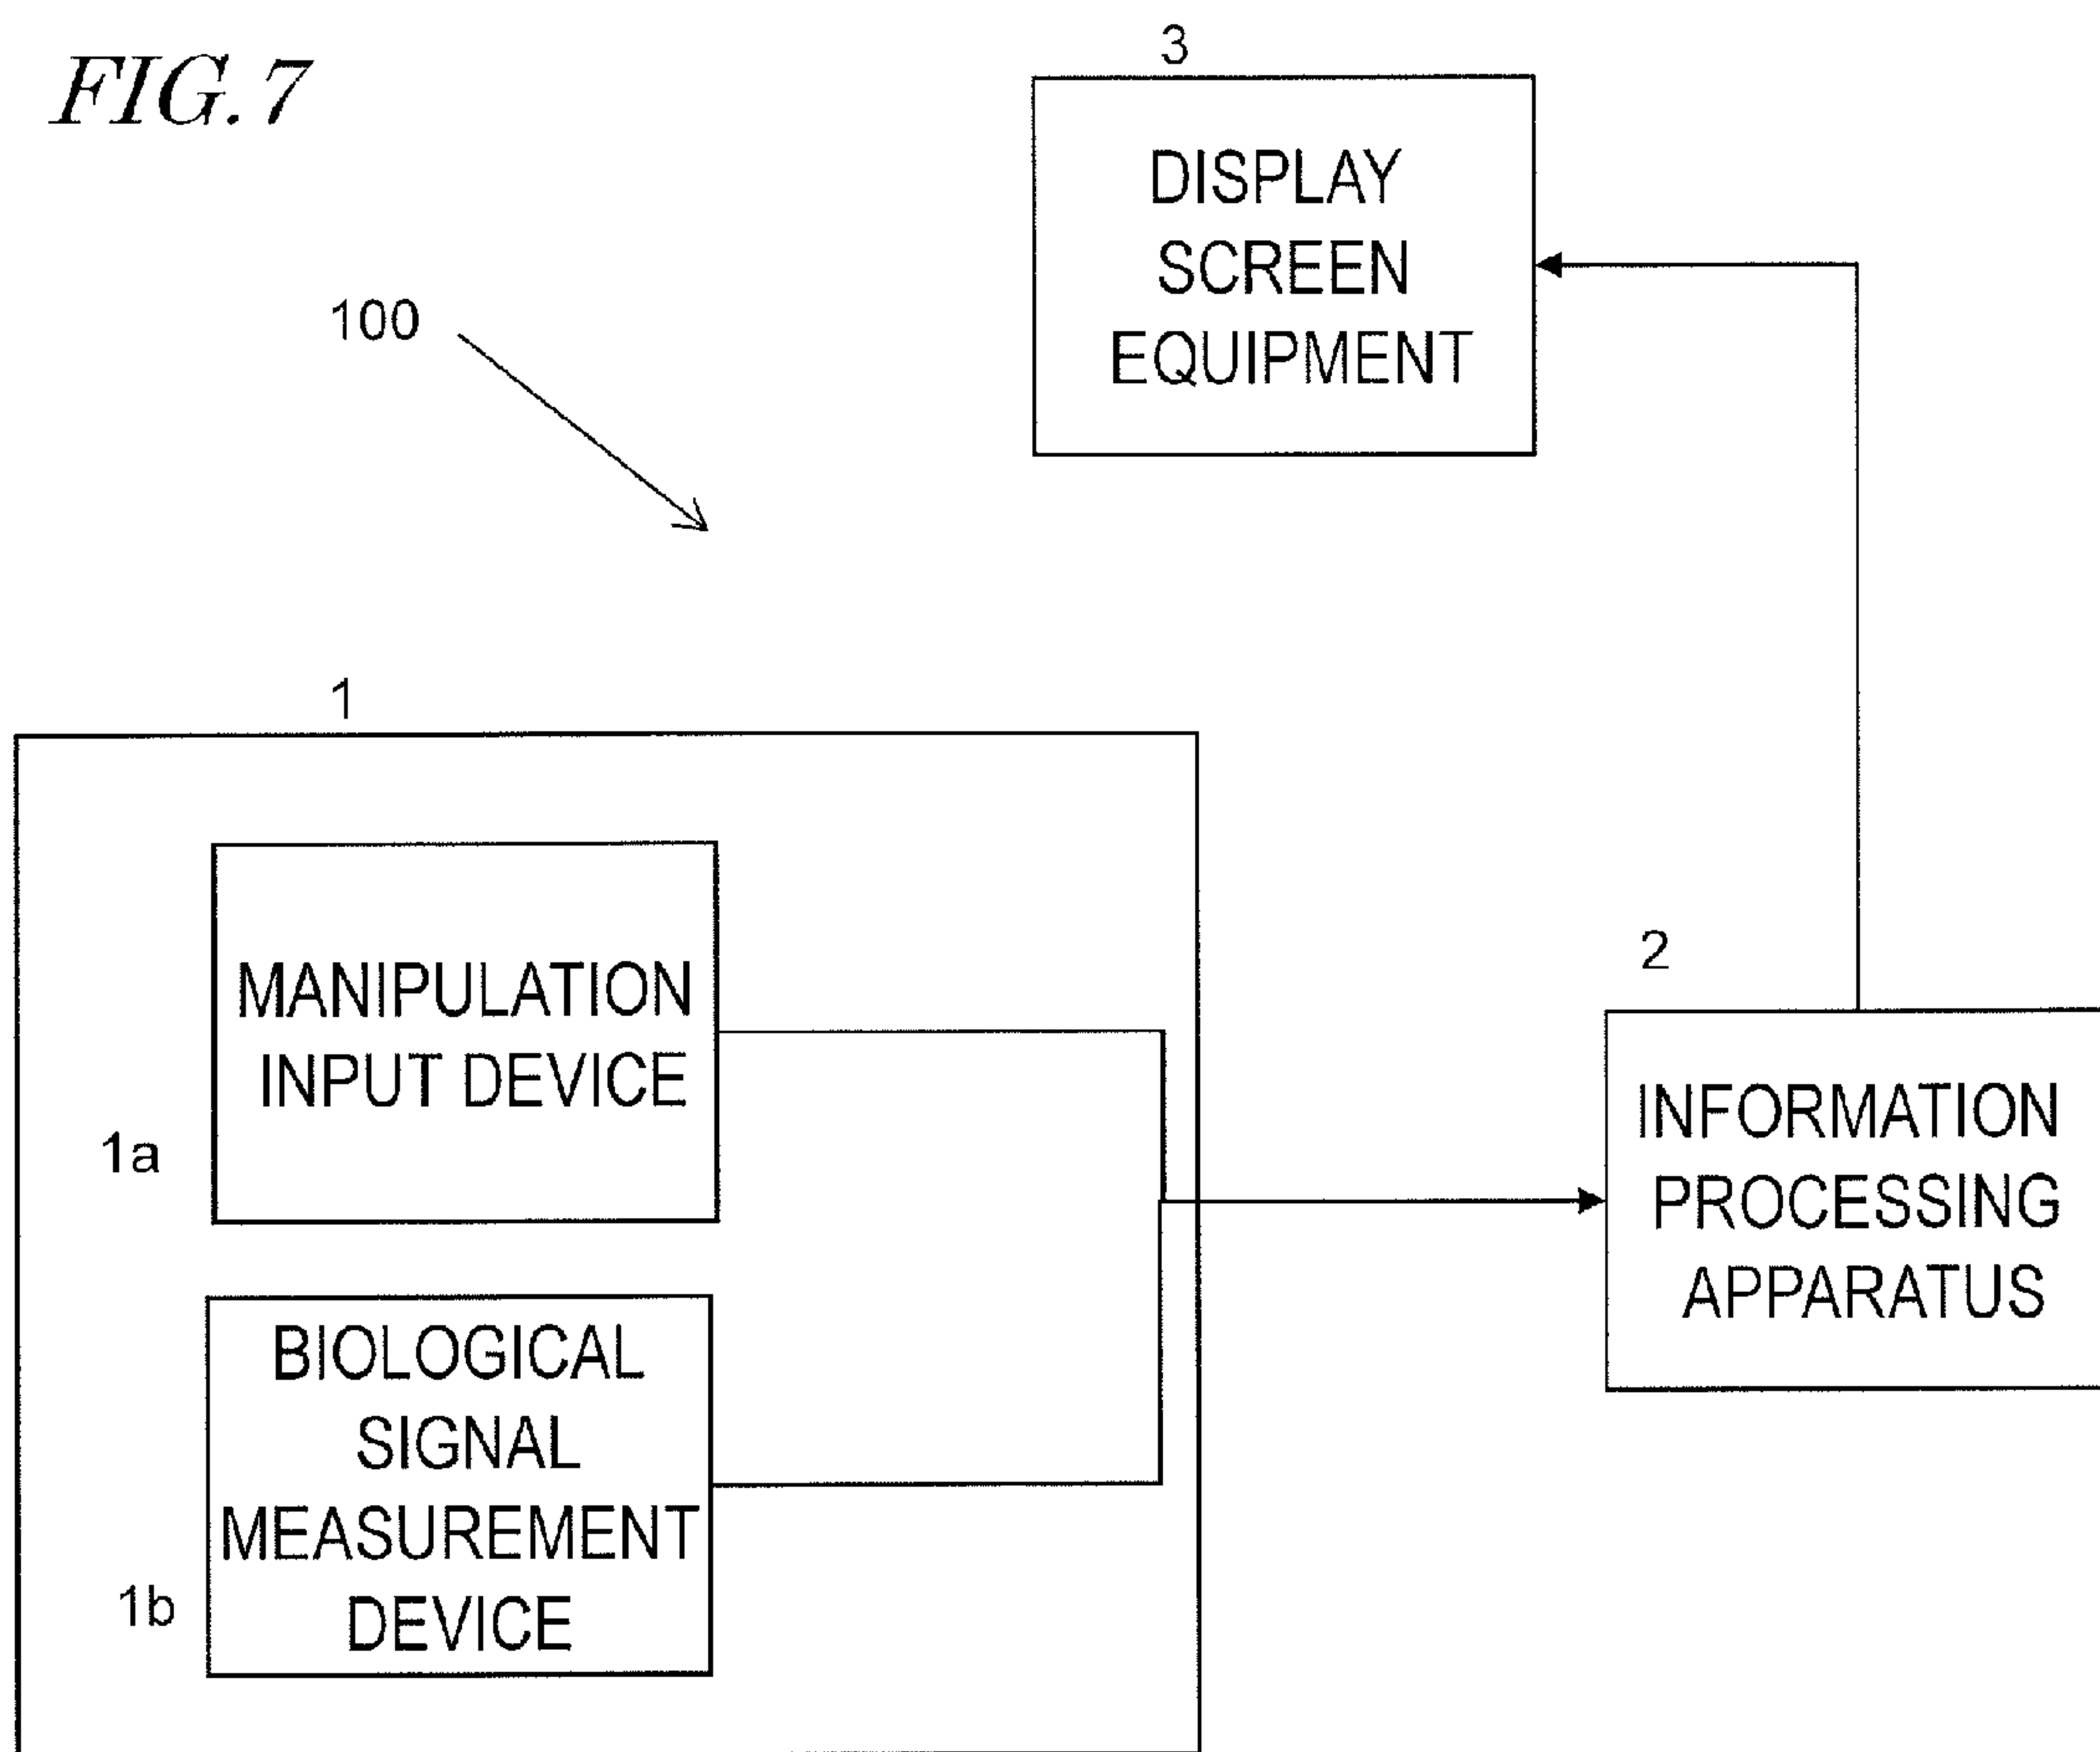 FIG. 7
3
DISPLAY
SCREEN
EQUIPMENT
100
1
MANIPULATION
INPUT DEVICE
1a
BIOLOGICAL
SIGNAL
MEASUREMENT
DEVICE
1b
2
INFORMATION
PROCESSING
APPARATUS